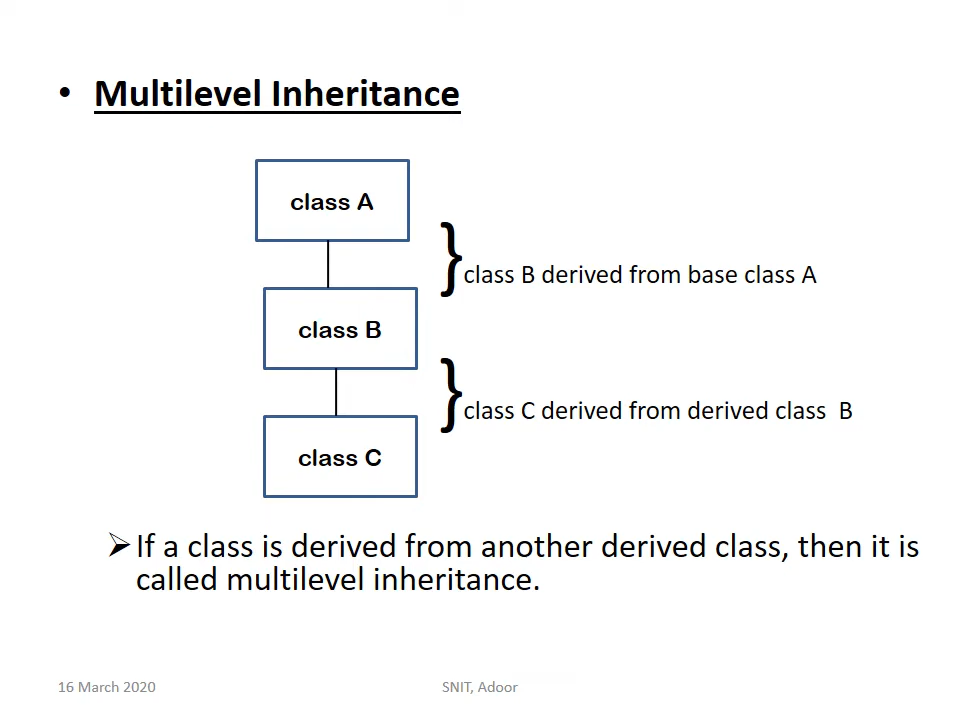 • Multilevel Inheritance
class A
} class B derived from base class A
class B
} class C derived from derived class B
class C
➢ If a class is derived from another derived class, then it is
called multilevel inheritance.
16 March 2020
SNIT, Adoor